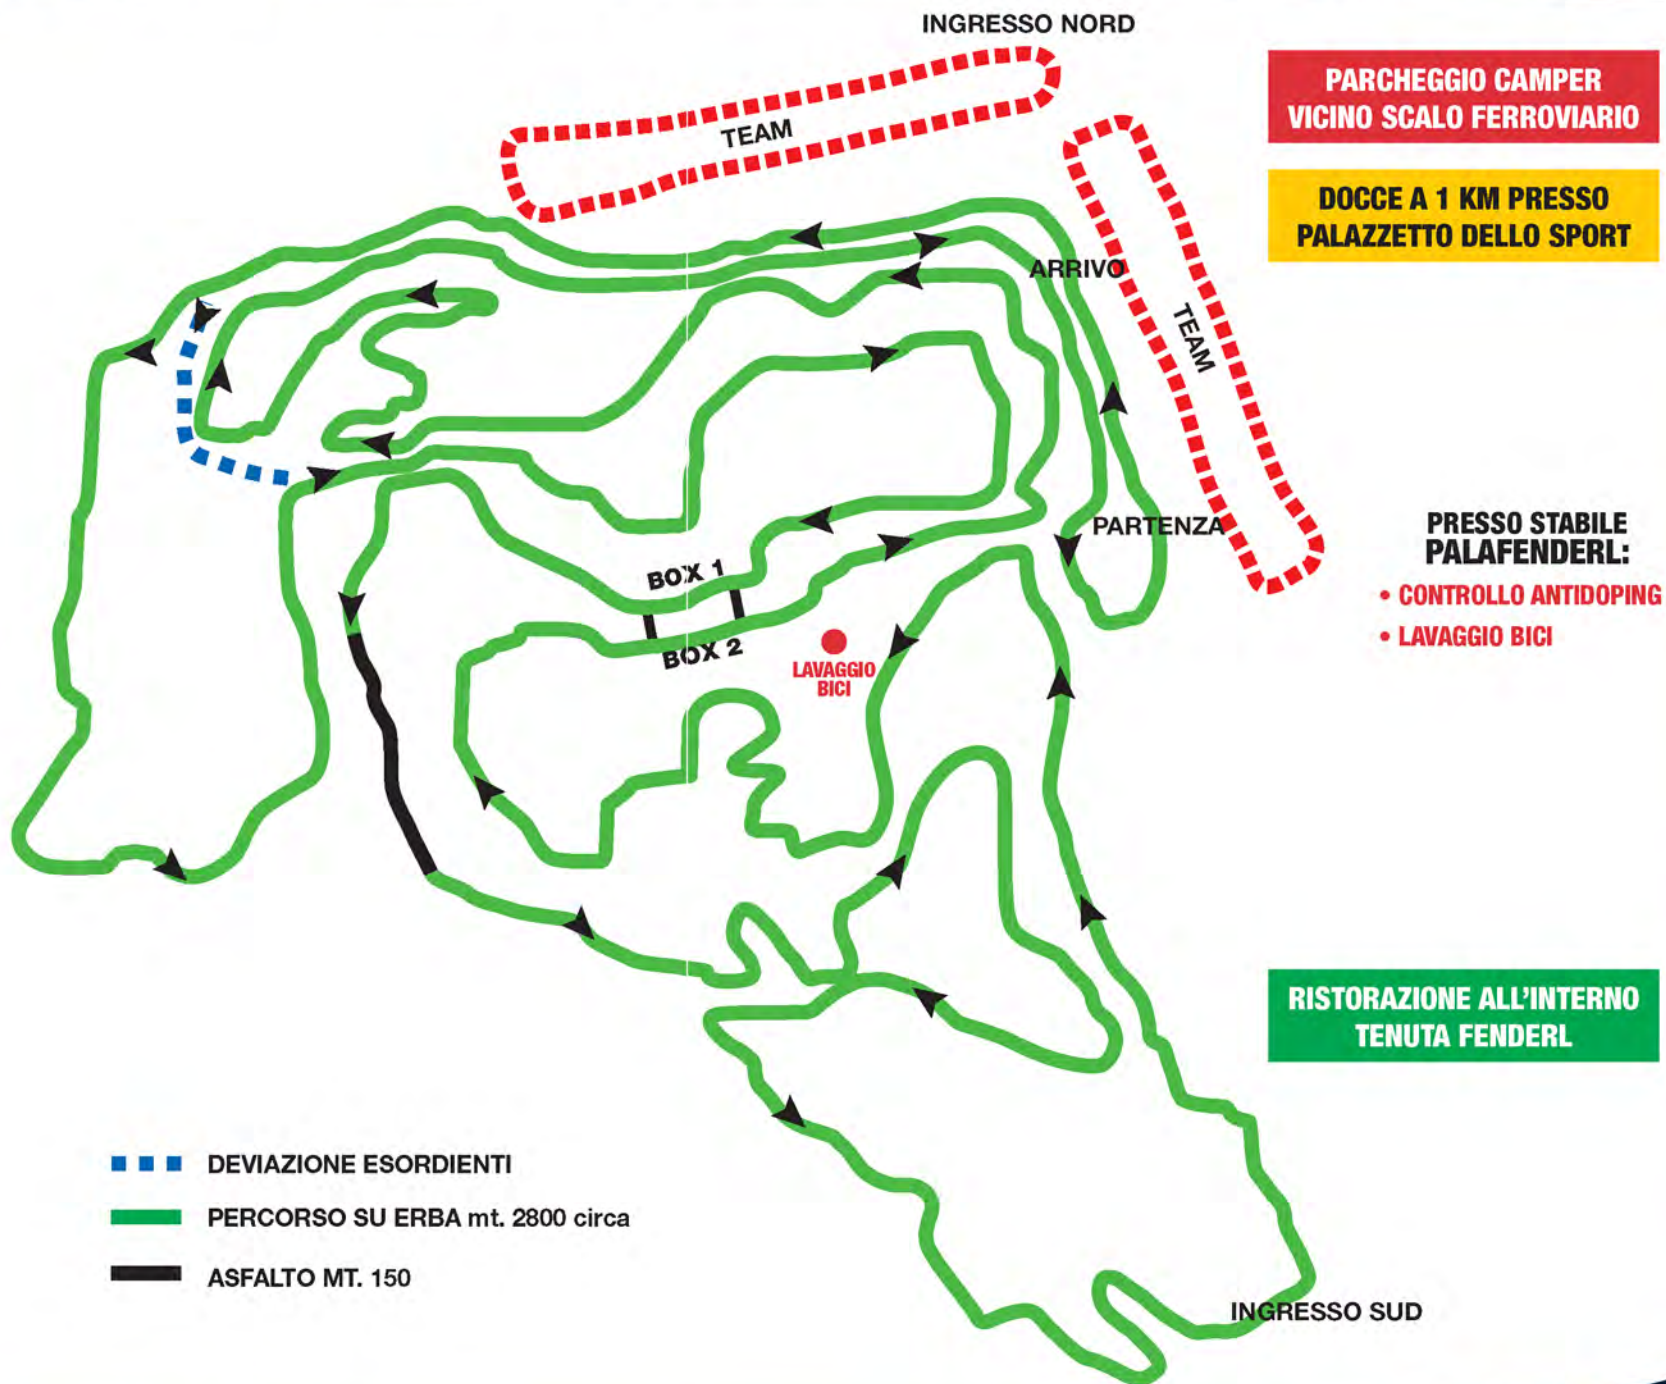 INGRESSO NORD
TEAM
PARCHEGGIO CAMPER
VICINO SCALO FERROVIARIO
DOCCE A 1 KM PRESSO
PALAZZETTO DELLO SPORT
ARRIVO
TEAM
PARTENZA
PRESSO STABILE
PALAFENDERL:
• CONTROLLO ANTIDOPING
• LAVAGGIO BICI
BOX 1
BOX 2
LAVAGGIO
BICI
RISTORAZIONE ALL'INTERNO
TENUTA FENDERL
DEVIAZIONE ESORDIENTI
PERCORSO SU ERBA mt. 2800 circa
ASFALTO MT. 150
INGRESSO SUD